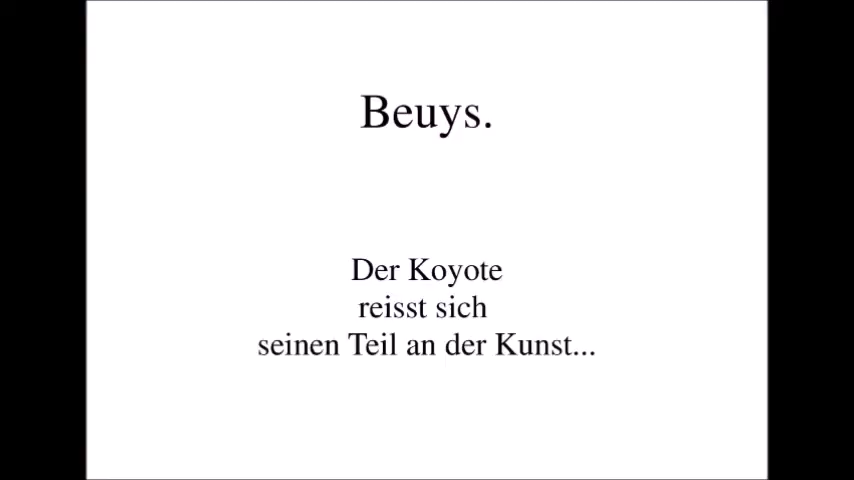 Beuys.
Der Koyote
reisst sich
seinen Teil an der Kunst...